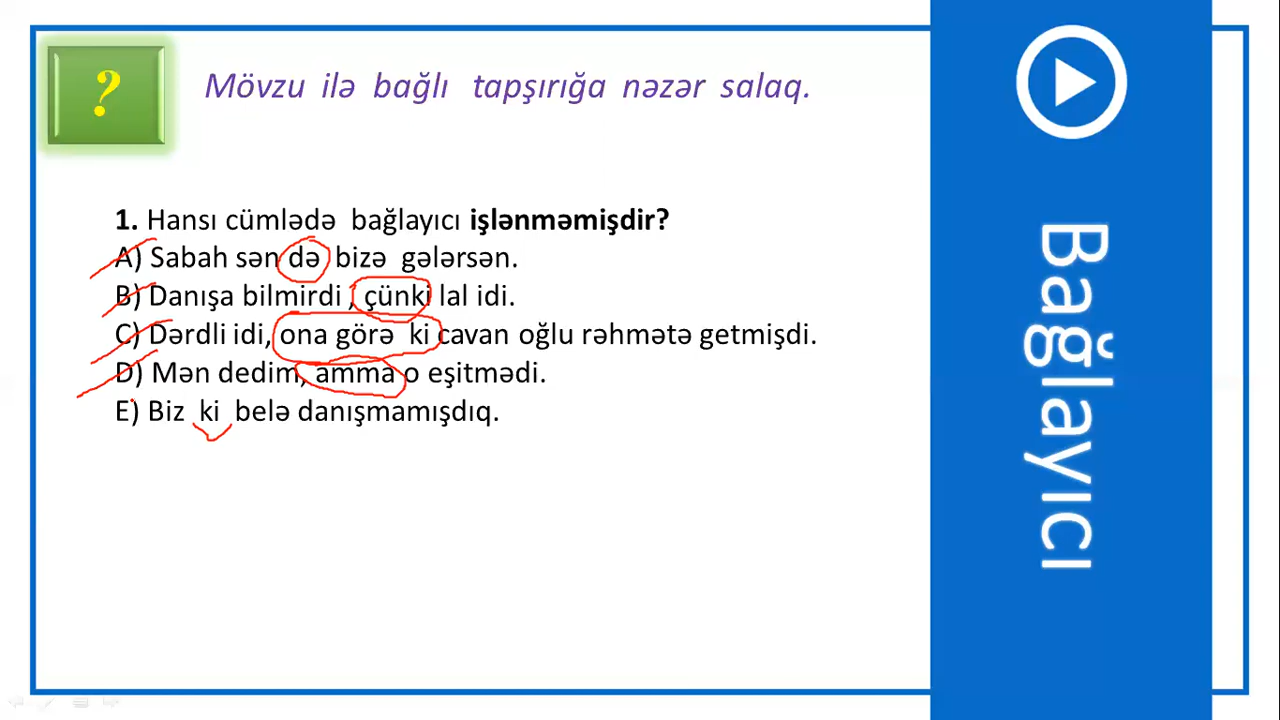 ?
Mövzu ilə bağlı tapşırığa nəzər salaq.
1. Hansı cümlədə bağlayıcı işlənməmişdir?
A) Sabah sən də bizə gələrsən.
B) Danışa bilmirdi , çünki lal idi.
C) Dərdli idi, ona görə ki cavan oğlu rəhmətə getmişdi.
D) Mən dedim, amma o eşitmədi.
E) Biz ki belə danışmamışdıq.
Bağlayıcı